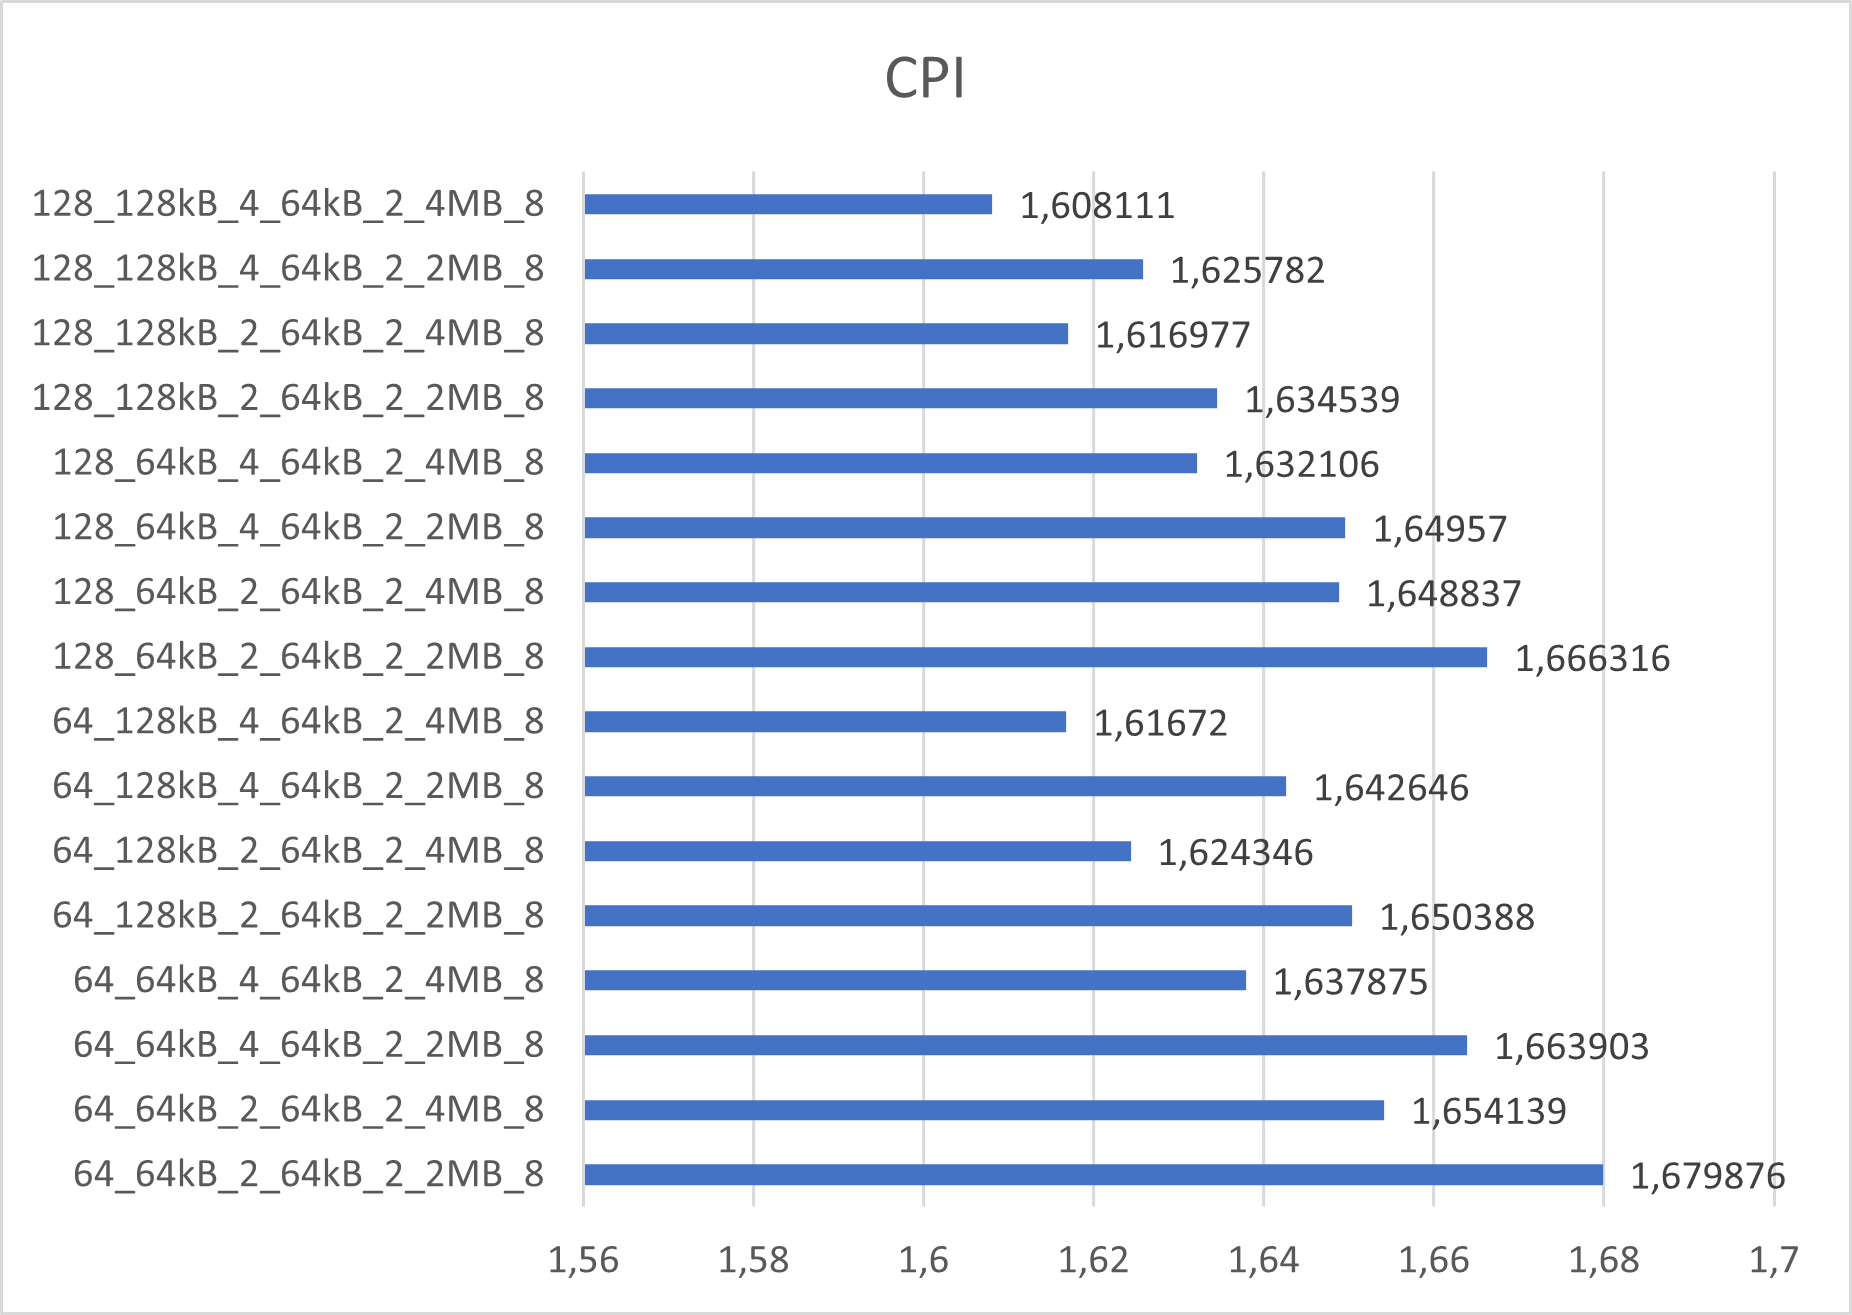 CPI
128_128kB_4_64kB_2_4MB_8 1,608111
128_128kB_4_64kB_2_2MB_8 1,625782
128_128kB_2_64kB_2_4MB_8 1,616977
128_128kB_2_64kB_2_2MB_8 1,634539
128_64kB_4_64kB_2_4MB_8 1,632106
128_64kB_4_64kB_2_2MB_8 1,64957
128_64kB_2_64kB_2_4MB_8 1,648837
128_64kB_2_64kB_2_2MB_8 1,666316
64_128kB_4_64kB_2_4MB_8 1,61672
64_128kB_4_64kB_2_2MB_8 1,642646
64_128kB_2_64kB_2_4MB_8 1,624346
64_128kB_2_64kB_2_2MB_8 1,650388
64_64kB_4_64kB_2_4MB_8 1,637875
64_64kB_4_64kB_2_2MB_8 1,663903
64_64kB_2_64kB_2_4MB_8 1,654139
64_64kB_2_64kB_2_2MB_8 1,679876
1,56 1,58 1,6 1,62 1,64 1,66 1,68 1,7